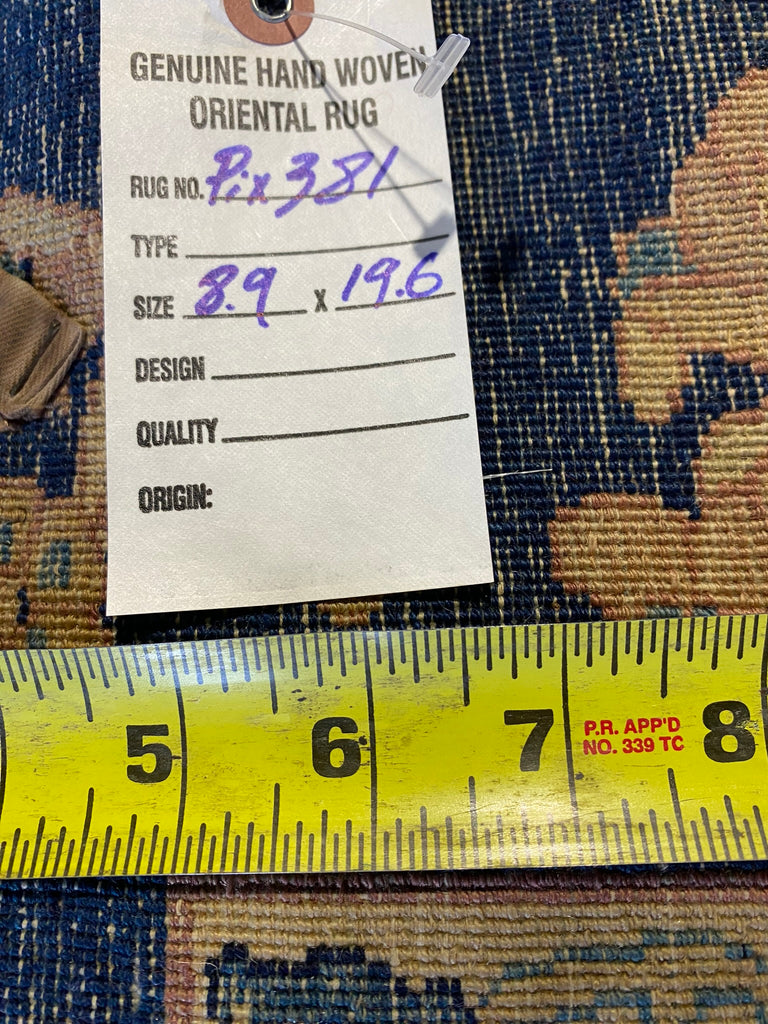 GENUINE HAND WOVEN
ORIENTAL RUG
RUG NO. Pix 381
TYPE
SIZE 8.9 X 19.6
DESIGN
QUALITY
ORIGIN:
5 6 7 8
P.R. APP'D
NO. 339 TC